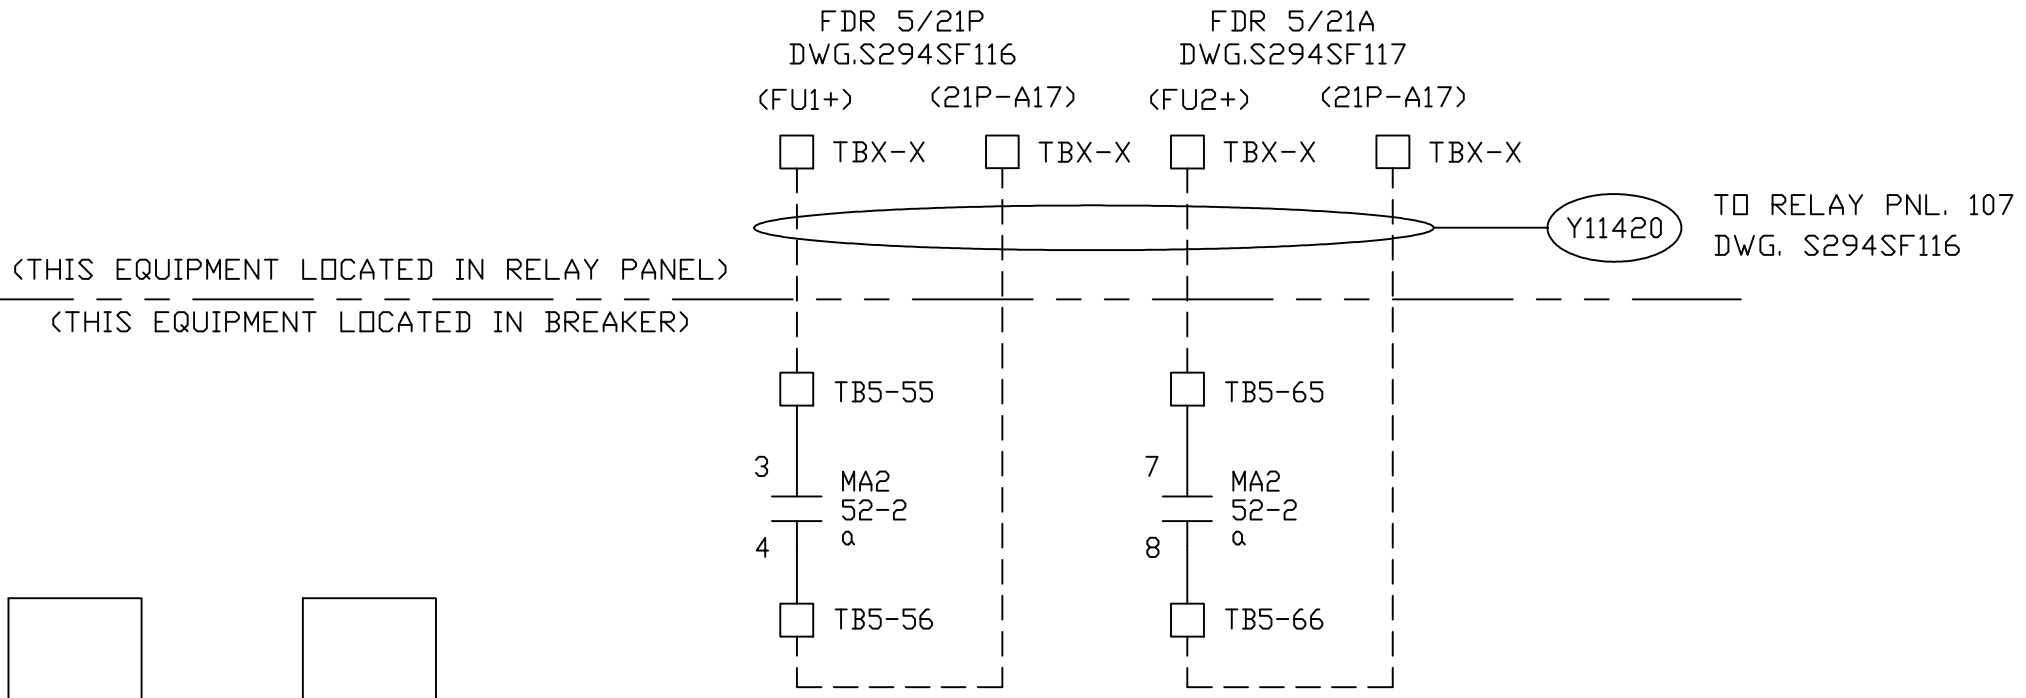 FDR 5/21P
DWG.S294SF116
FDR 5/21A
DWG.S294SF117
(FU1+)
(21P-A17)
(FU2+)
(21P-A17)
TBX-X
TBX-X
TBX-X
TBX-X
Y11420
TO RELAY PNL. 107
DWG. S294SF116
(THIS EQUIPMENT LOCATED IN RELAY PANEL)
(THIS EQUIPMENT LOCATED IN BREAKER)
TB5-55
TB5-65
3
MA2
52-2
a
4
7
MA2
52-2
a
8
TB5-56
TB5-66